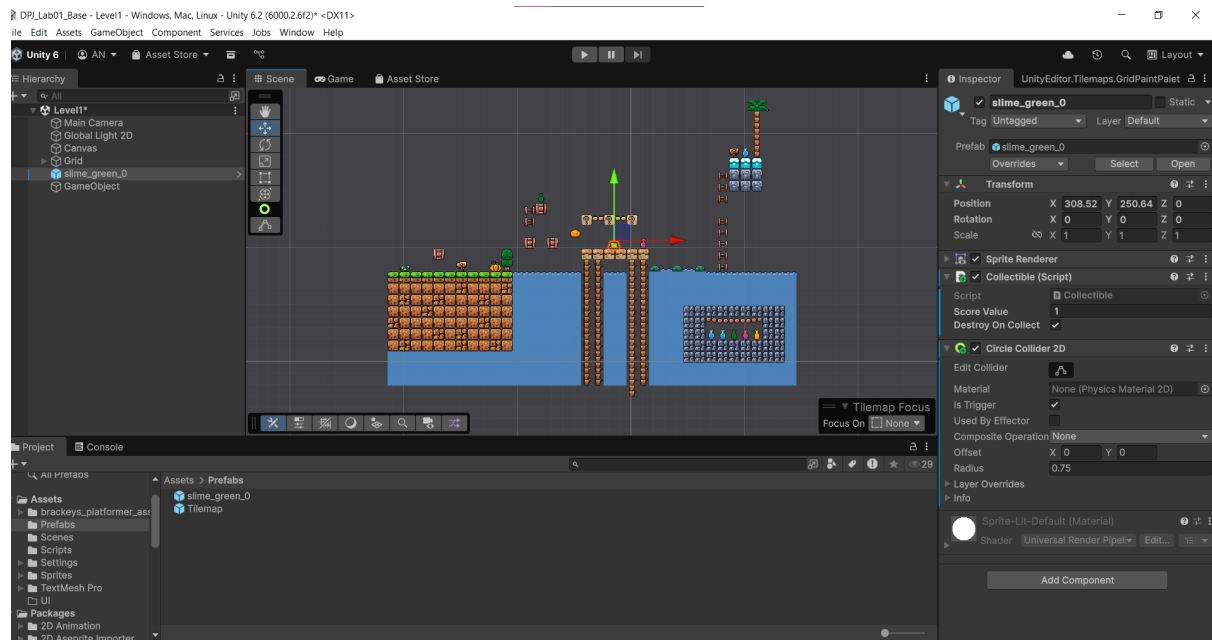 DPJ_Lab01_Base - Level1 - Windows, Mac, Linux - Unity 6.2 (6000.2.6f2)* <DX11>
ile Edit Assets GameObject Component Services Jobs Window Help
Unity 6 AN Asset Store Layout
Hierarchy
All
Level1*
Main Camera
Global Light 2D
Canvas
Grid
slime_green_0
GameObject
Scene Game Asset Store
Tilemap Focus
Focus On None
Inspector UnityEditor.Tilemaps.GridPaintPalet
slime_green_0 Static
Tag Untagged Layer Default
Prefab slime_green_0
Overrides Select Open
Transform
Position X 308.52 Y 250.64 Z 0
Rotation X 0 Y 0 Z 0
Scale X 1 Y 1 Z 1
Sprite Renderer
Collectible (Script)
Script Collectible
Score Value 1
Destroy On Collect
Circle Collider 2D
Edit Collider
Material None (Physics Material 2D)
Is Trigger
Used By Effector
Composite Operation None
Offset X 0 Y 0
Radius 0.75
Layer Overrides
Info
Sprite-Lit-Default (Material)
Shader Universal Render Pipeli Edit...
Add Component
Project Console
29
All Prefabs
Assets
brackeys_platformer_ass
Prefabs
Scenes
Scripts
Settings
Sprites
TextMesh Pro
UI
Packages
2D Animation
2D Aseprite Importer
Assets > Prefabs
slime_green_0
Tilemap